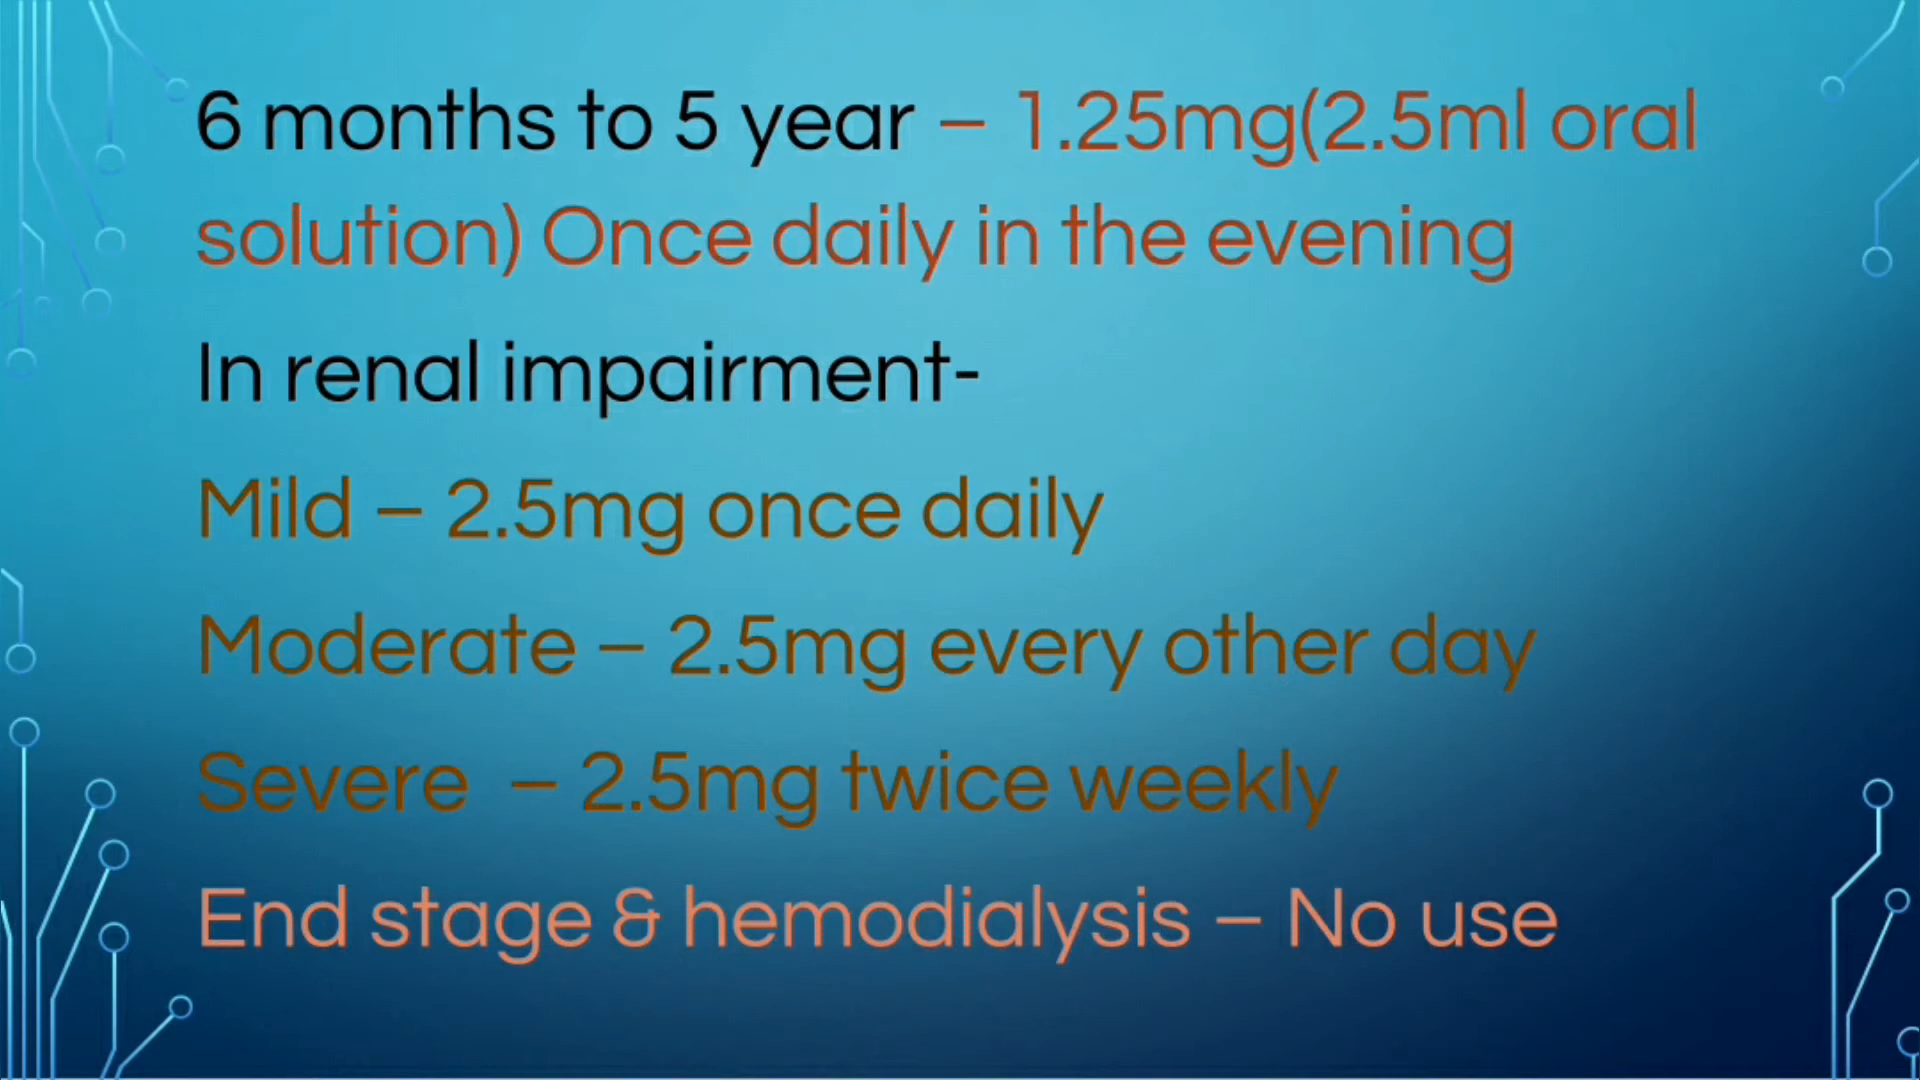 6 months to 5 year – 1.25mg(2.5ml oral
solution) Once daily in the evening
In renal impairment-
Mild – 2.5mg once daily
Moderate – 2.5mg every other day
Severe – 2.5mg twice weekly
End stage & hemodialysis – No use